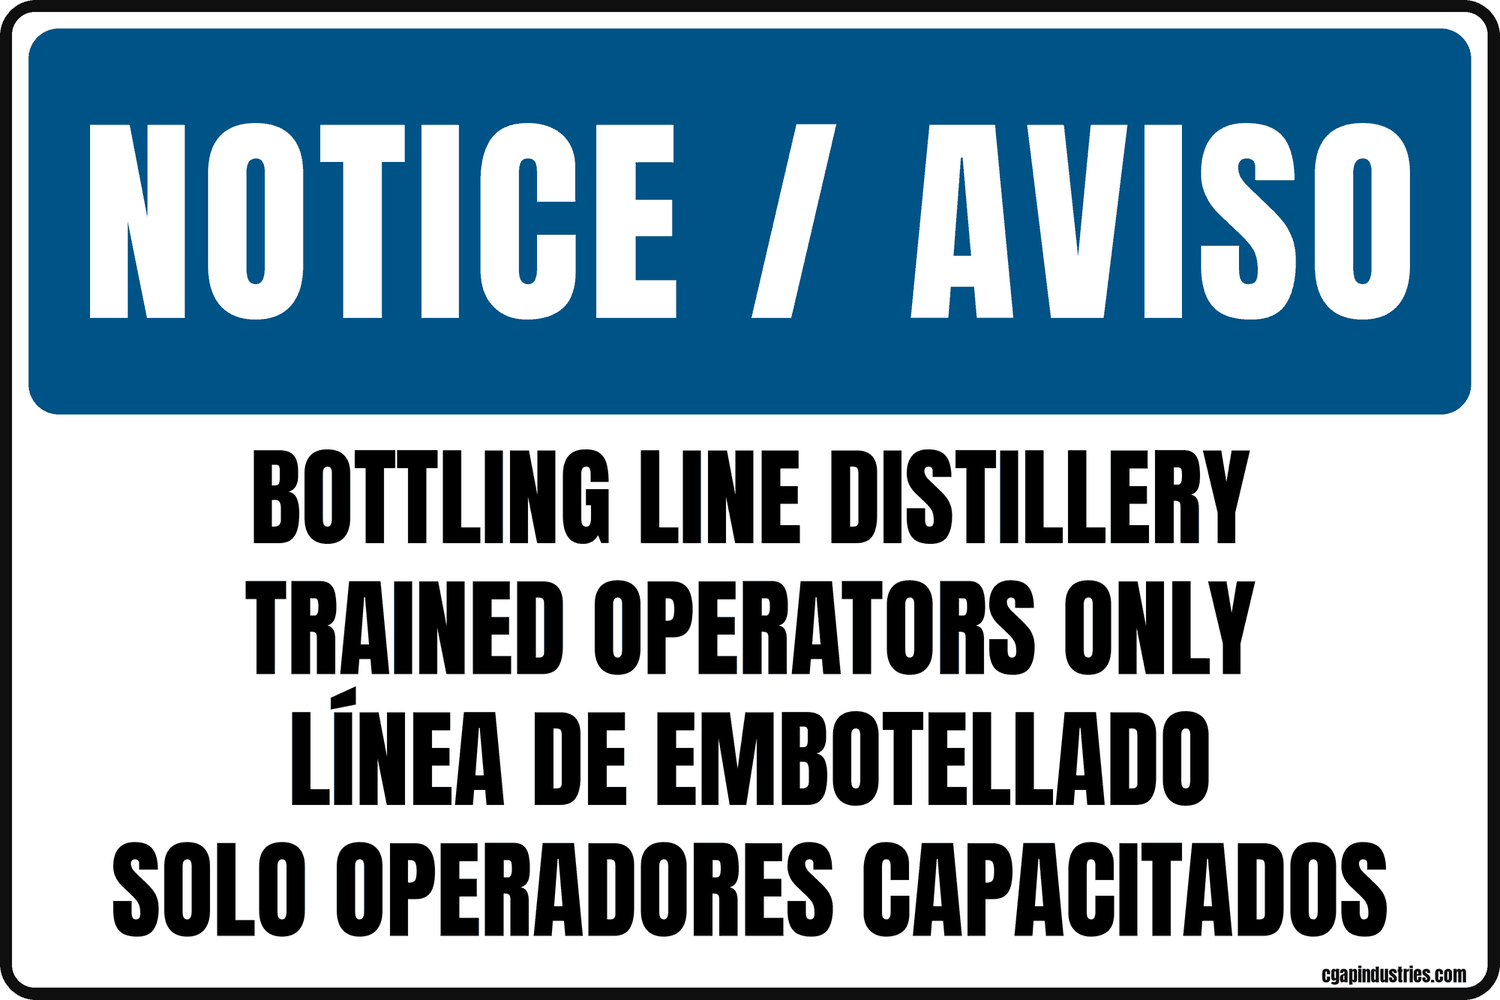 NOTICE / AVISO
BOTTLING LINE DISTILLERY
TRAINED OPERATORS ONLY
LÍNEA DE EMBOTELLADO
SOLO OPERADORES CAPACITADOS
cgapindustries.com